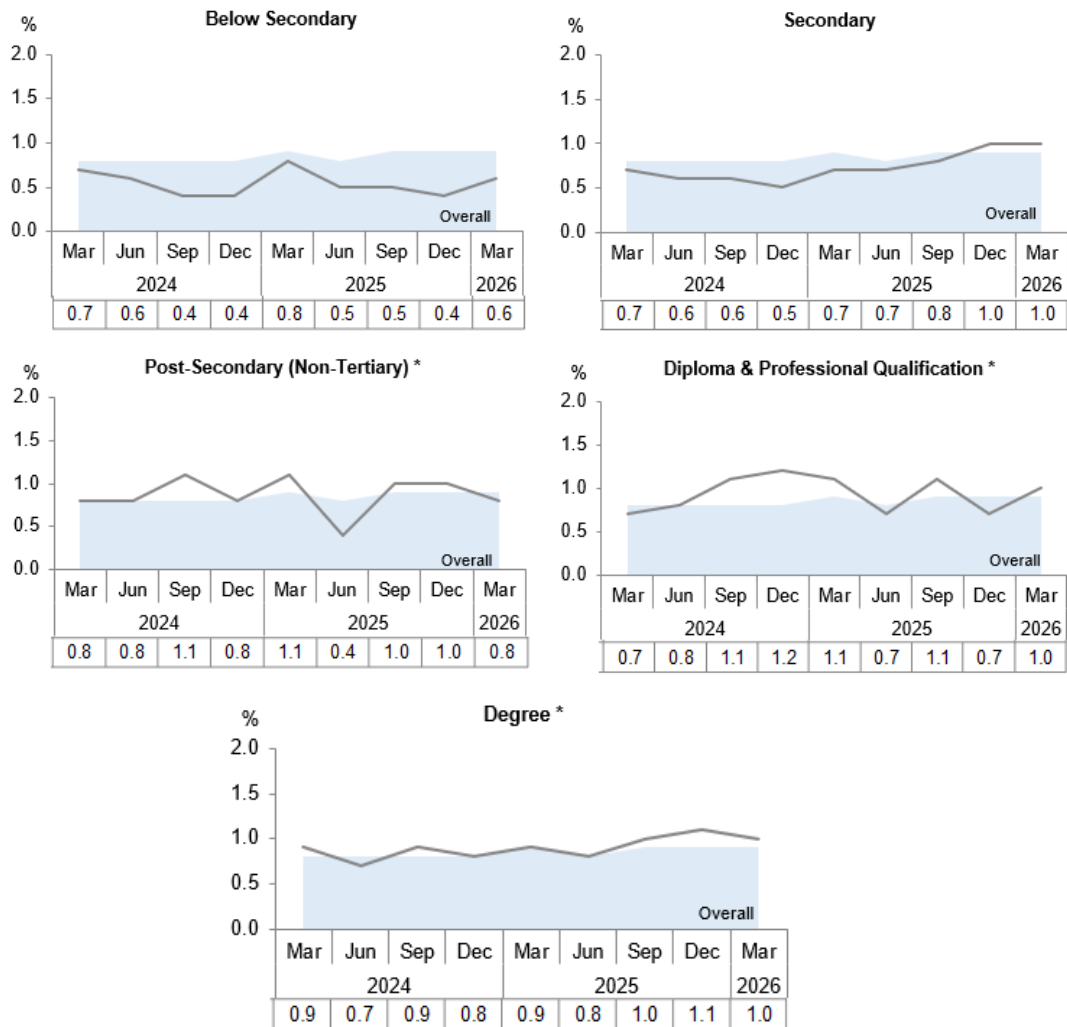 Below Secondary
%
2.0
1.5
1.0
0.5
0.0
Overall
Mar Jun Sep Dec Mar Jun Sep Dec Mar
2024 2025 2026
0.7 0.6 0.4 0.4 0.8 0.5 0.5 0.4 0.6
Secondary
%
2.0
1.5
1.0
0.5
0.0
Overall
Mar Jun Sep Dec Mar Jun Sep Dec Mar
2024 2025 2026
0.7 0.6 0.6 0.5 0.7 0.7 0.8 1.0 1.0
Post-Secondary (Non-Tertiary) *
%
2.0
1.5
1.0
0.5
0.0
Overall
Mar Jun Sep Dec Mar Jun Sep Dec Mar
2024 2025 2026
0.8 0.8 1.1 0.8 1.1 0.4 1.0 1.0 0.8
Diploma & Professional Qualification *
%
2.0
1.5
1.0
0.5
0.0
Overall
Mar Jun Sep Dec Mar Jun Sep Dec Mar
2024 2025 2026
0.7 0.8 1.1 1.2 1.1 0.7 1.1 0.7 1.0
Degree *
%
2.0
1.5
1.0
0.5
0.0
Overall
Mar Jun Sep Dec Mar Jun Sep Dec Mar
2024 2025 2026
0.9 0.7 0.9 0.8 0.9 0.8 1.0 1.1 1.0